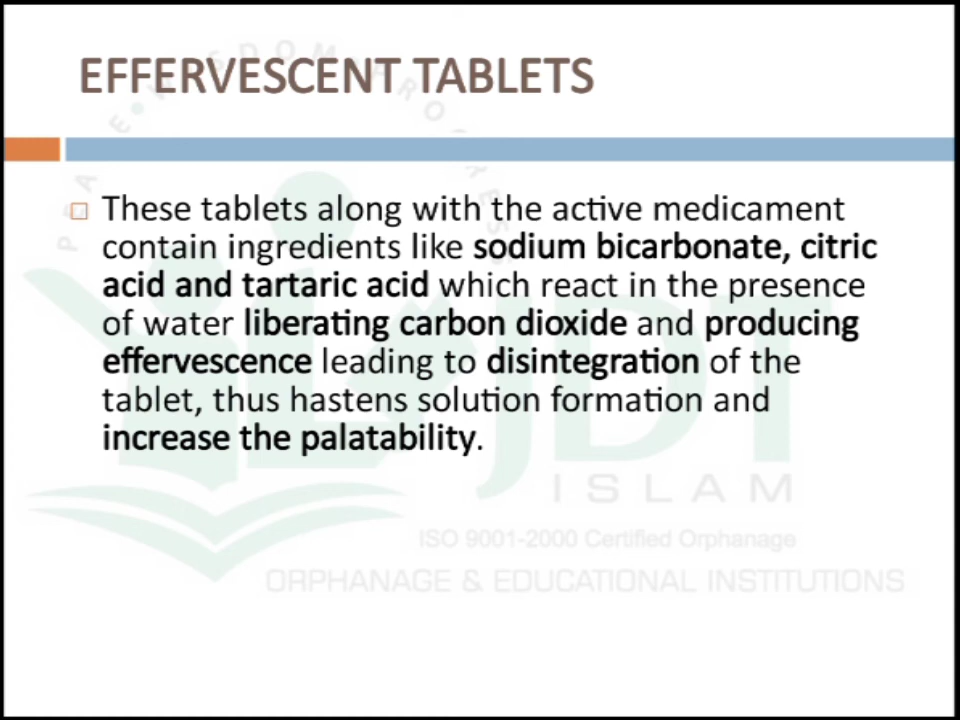 EFFERVESCENT TABLETS
These tablets along with the active medicament
contain ingredients like sodium bicarbonate, citric
acid and tartaric acid which react in the presence
of water liberating carbon dioxide and producing
effervescence leading to disintegration of the
tablet, thus hastens solution formation and
increase the palatability.
JDT
ISLAM
ISO 9001-2000 Certified Orphanage
ORPHANAGE & EDUCATIONAL INSTITUTIONS